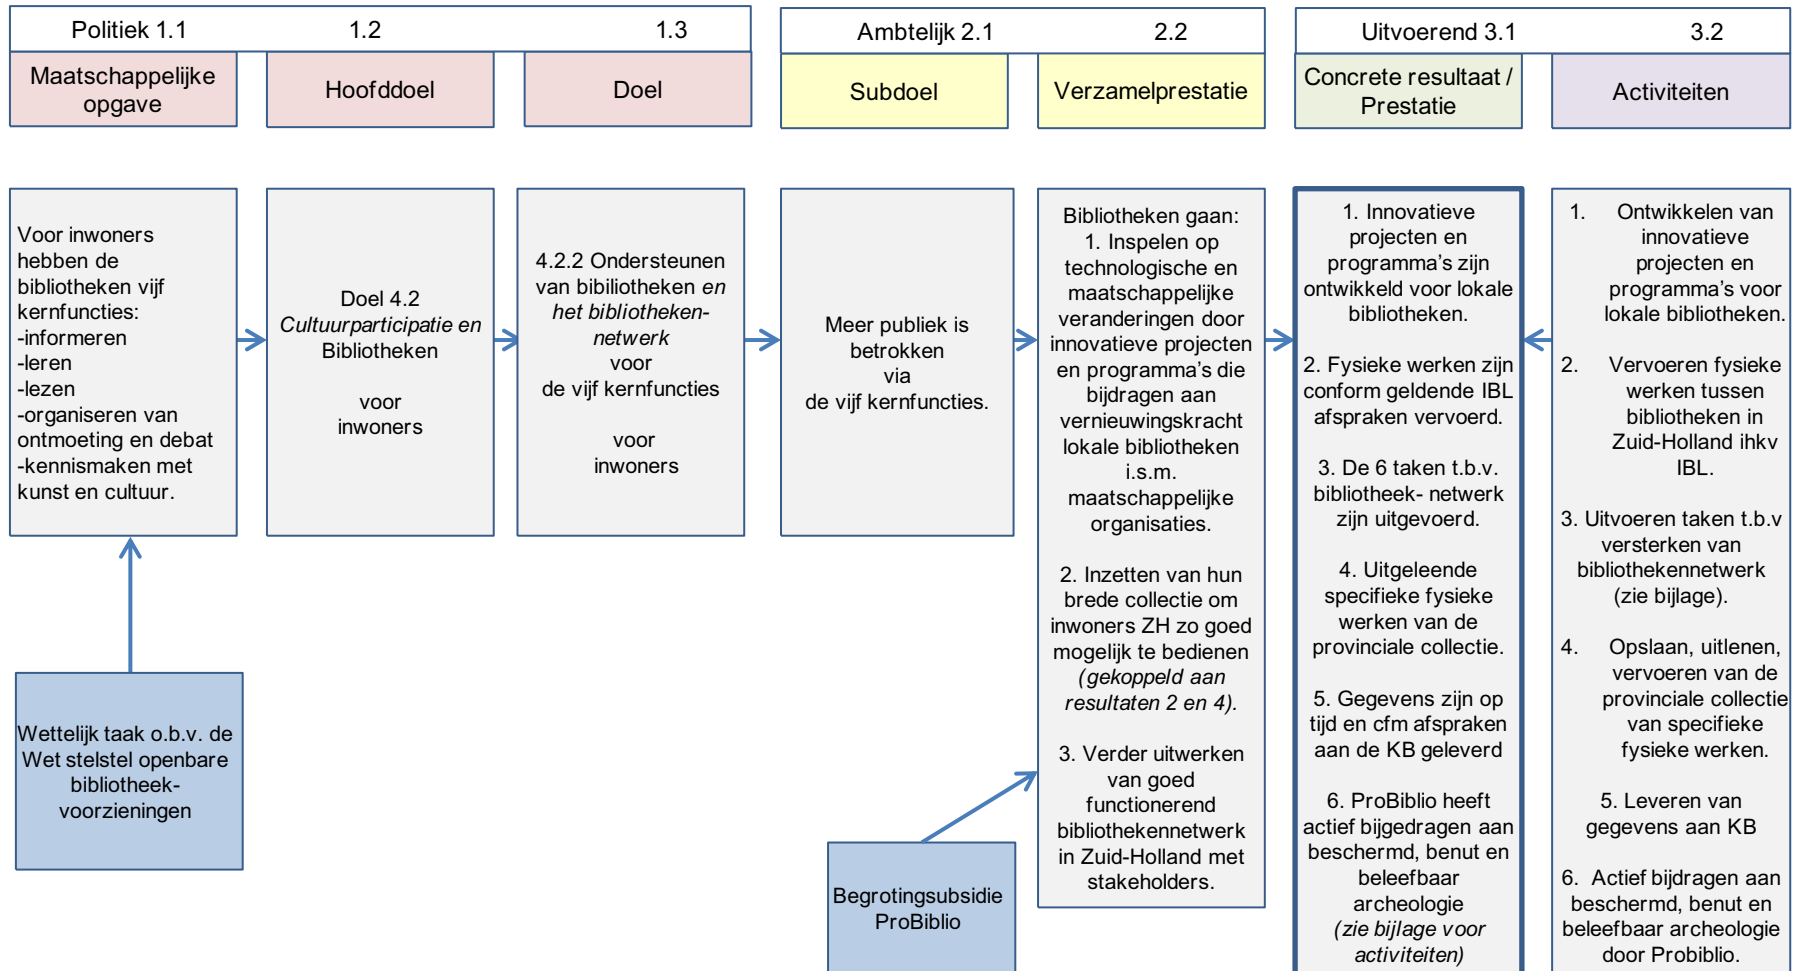 Politiek 1.1 1.2 1.3
Ambtelijk 2.1 2.2
Uitvoerend 3.1 3.2
Maatschappelijke
opgave
Hoofddoel
Doel
Subdoel
Verzamelprestatie
Concrete resultaat /
Prestatie
Activiteiten
Voor inwoners
hebben de
bibliotheken vijf
kernfuncties:
-informeren
-leren
-lezen
-organiseren van
ontmoeting en debat
-kennismaken met
kunst en cultuur.
Wettelijk taak o.b.v. de
Wet stelstel openbare
bibliotheek-
voorzieningen
Doel 4.2
Cultuurparticipatie en
Bibliotheken
voor
inwoners
4.2.2 Ondersteunen
van bibiliotheken en
het bibliotheken-
netwerk
voor
de vijf kernfuncties
voor
inwoners
Meer publiek is
betrokken
via
de vijf kernfuncties.
Begrotingsubsidie
ProBiblio
Bibliotheken gaan:
1. Inspelen op
technologische en
maatschappelijke
veranderingen door
innovatieve projecten
en programma's die
bijdragen aan
vernieuwingskracht
lokale bibliotheken
i.s.m.
maatschappelijke
organisaties.
2. Inzetten van hun
brede collectie om
inwoners ZH zo goed
mogelijk te bedienen
(gekoppeld aan
resultaten 2 en 4).
3. Verder uitwerken
van goed
functionerend
bibliothekennetwerk
in Zuid-Holland met
stakeholders.
1. Innovatieve
projecten en
programma's zijn
ontwikkeld voor lokale
bibliotheken.
2. Fysieke werken zijn
conform geldende IBL
afspraken vervoerd.
3. De 6 taken t.b.v.
bibliotheek- netwerk
zijn uitgevoerd.
4. Uitgeleende
specifieke fysieke
werken van de
provinciale collectie.
5. Gegevens zijn op
tijd en cfm afspraken
aan de KB geleverd
6. ProBiblio heeft
actief bijgedragen aan
beschermd, benut en
beleefbaar
archeologie
(zie bijlage voor
activiteiten)
1. Ontwikkelen van
innovatieve
projecten en
programma's voor
lokale bibliotheken.
2. Vervoeren fysieke
werken tussen
bibliotheken in
Zuid-Holland ihkv
IBL.
3. Uitvoeren taken t.b.v
versterken van
bibliothekennetwerk
(zie bijlage).
4. Opslaan, uitlenen,
vervoeren van de
provinciale collectie
van specifieke
fysieke werken.
5. Leveren van
gegevens aan KB
6. Actief bijdragen aan
beschermd, benut en
beleefbaar archeologie
door Probiblio.